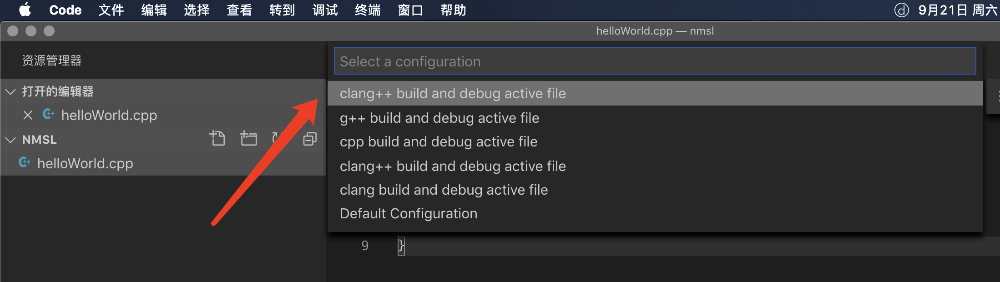 Code 文件 编辑 选择 查看 转到 调试 终端 窗口 帮助 9月21日 周六
helloWorld.cpp — nmsl
资源管理器
打开的编辑器
helloWorld.cpp
NMSL
helloWorld.cpp
Select a configuration
clang++ build and debug active file
g++ build and debug active file
cpp build and debug active file
clang++ build and debug active file
clang build and debug active file
Default Configuration
9 }